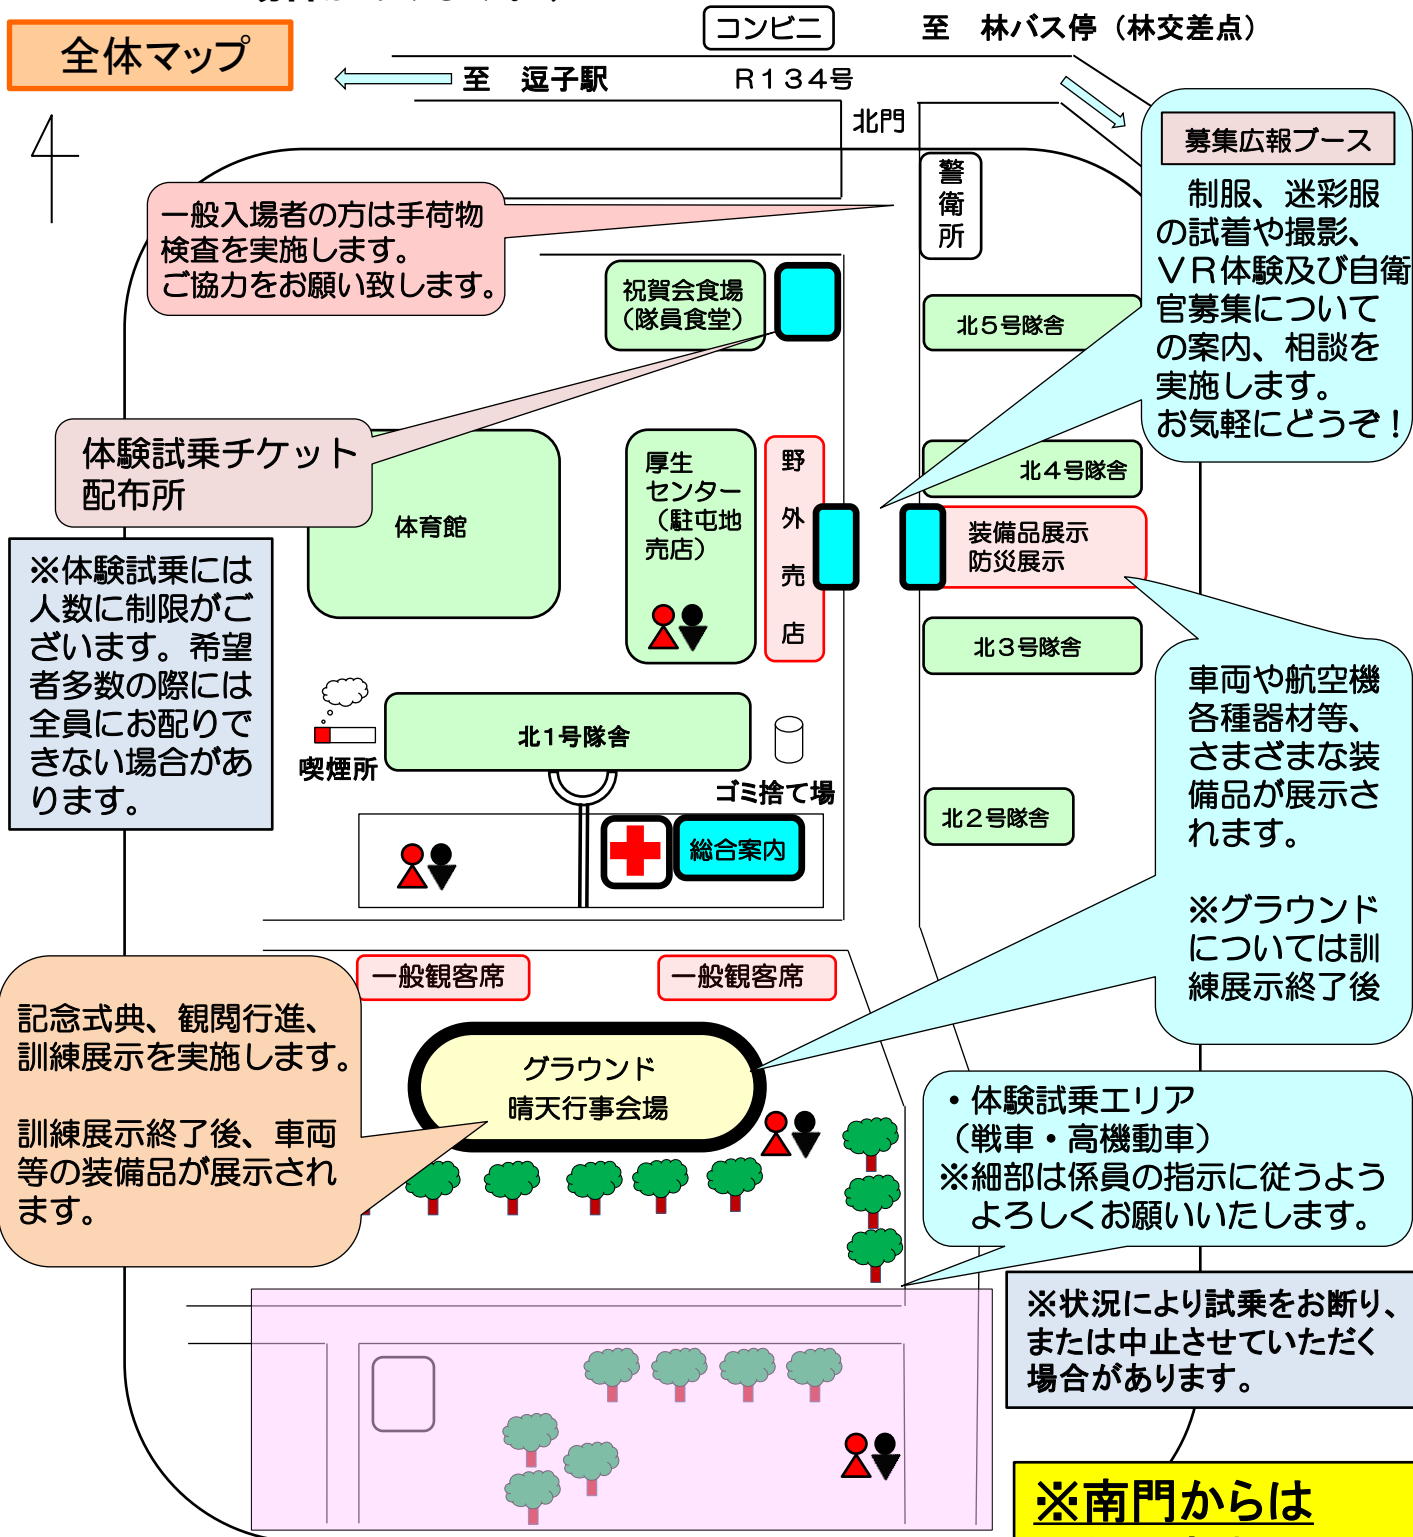 全体マップ
コンビニ
至　林バス停（林交差点）
至　逗子駅
Ｒ１３４号
北門
警
衛
所
募集広報ブース
制服、迷彩服
の試着や撮影、
ＶＲ体験及び自衛
官募集について
の案内、相談を
実施します。
お気軽にどうぞ！
一般入場者の方は手荷物
検査を実施します。
ご協力をお願い致します。
祝賀会食場
（隊員食堂）
北５号隊舎
体験試乗チケット
配布所
体育館
厚生
センター
（駐屯地
売店）
野
外
売
店
北４号隊舎
装備品展示
防災展示
北３号隊舎
※体験試乗には
人数に制限がご
ざいます。希望
者多数の際には
全員にお配りで
きない場合があ
ります。
車両や航空機
各種器材等、
さまざまな装
備品が展示さ
れます。
※グラウンド
については訓
練展示終了後
喫煙所
北１号隊舎
ゴミ捨て場
北２号隊舎
総合案内
一般観客席
一般観客席
記念式典、観閲行進、
訓練展示を実施します。
訓練展示終了後、車両
等の装備品が展示され
ます。
グラウンド
晴天行事会場
・体験試乗エリア
（戦車・高機動車）
※細部は係員の指示に従うよう
よろしくお願いいたします。
※状況により試乗をお断り、
または中止させていただく
場合があります。
※南門からは